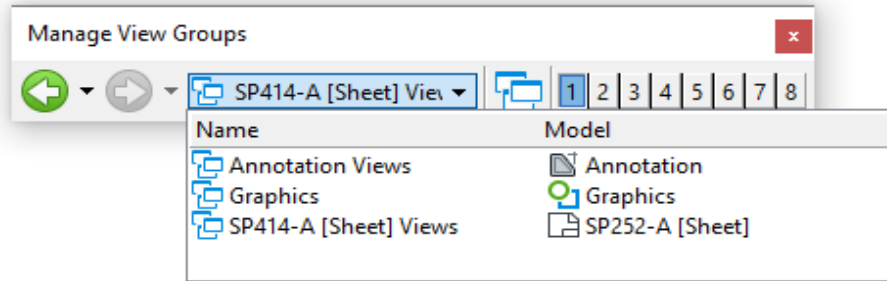 Manage View Groups
x
SP414-A [Sheet] Viev 1 2 3 4 5 6 7 8
Name Model
Annotation Views Annotation
Graphics Graphics
SP414-A [Sheet] Views SP252-A [Sheet]